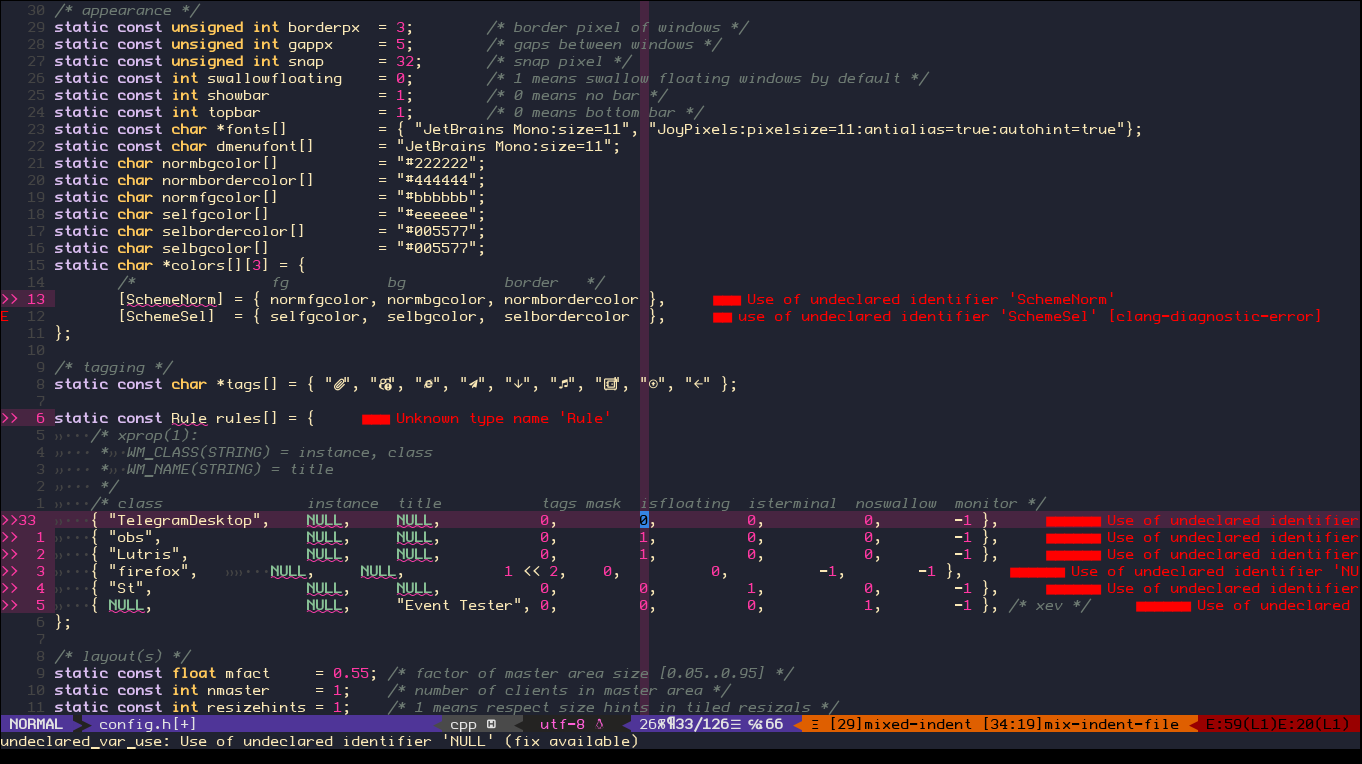 30 /* appearance */
29 static const unsigned int borderpx  = 3;        /* border pixel of windows */
28 static const unsigned int gappx     = 5;        /* gaps between windows */
27 static const unsigned int snap      = 32;       /* snap pixel */
26 static const int swallowfloating    = 0;        /* 1 means swallow floating windows by default */
25 static const int showbar            = 1;        /* 0 means no bar */
24 static const int topbar             = 1;        /* 0 means bottom bar */
23 static const char *fonts[]          = { "JetBrains Mono:size=11", "JoyPixels:pixelsize=11:antialias=true:autohint=true"};
22 static const char dmenufont[]       = "JetBrains Mono:size=11";
21 static char normbgcolor[]           = "#222222";
20 static char normbordercolor[]       = "#444444";
19 static char normfgcolor[]           = "#bbbbbb";
18 static char selfgcolor[]            = "#eeeeee";
17 static char selbordercolor[]        = "#005577";
16 static char selbgcolor[]            = "#005577";
15 static char *colors[][3] = {
14        /*               fg           bg           border   */
>> 13        [SchemeNorm] = { normfgcolor, normbgcolor, normbordercolor },     Use of undeclared identifier 'SchemeNorm'
E  12        [SchemeSel]  = { selfgcolor,  selbgcolor,  selbordercolor  },     use of undeclared identifier 'SchemeSel' [clang-diagnostic-error]
11 };
10
9 /* tagging */
8 static const char *tags[] = { "", "", "", "", "↓", "", "", "", "←" };
7
>> 6 static const Rule rules[] = {     Unknown type name 'Rule'
5 »···/* xprop(1):
4 »··· *»·WM_CLASS(STRING) = instance, class
3 »··· *»·WM_NAME(STRING) = title
2 »··· */
1 »···/* class                instance  title           tags mask  isfloating  isterminal  noswallow  monitor */
>>33 »···{ "TelegramDesktop",    NULL,     NULL,           0,         0,          0,           0,        -1 },     Use of undeclared identifier
>> 1 »···{ "obs",                NULL,     NULL,           0,         1,          0,           0,        -1 },     Use of undeclared identifier
>> 2 »···{ "Lutris",             NULL,     NULL,           0,         1,          0,           0,        -1 },     Use of undeclared identifier
>> 3 »···{ "firefox",   »»»···NULL,     NULL,           1 << 2,    0,          0,          -1,        -1 },     Use of undeclared identifier 'NU
>> 4 »···{ "St",                 NULL,     NULL,           0,         0,          1,           0,        -1 },     Use of undeclared identifier
>> 5 »···{ NULL,                 NULL,     "Event Tester", 0,         0,          0,           1,        -1 }, /* xev */     Use of undeclared
6 };
7
8 /* layout(s) */
9 static const float mfact     = 0.55; /* factor of master area size [0.05..0.95] */
10 static const int nmaster     = 1;    /* number of clients in master area */
11 static const int resizehints = 1;    /* 1 means respect size hints in tiled resizals */
NORMAL  config.h[+]  cpp  utf-8  26%¶33/126☰ ℅:66  Ξ [29]mixed-indent [34:19]mix-indent-file  E:59(L1)E:20(L1)
undeclared_var_use: Use of undeclared identifier 'NULL' (fix available)